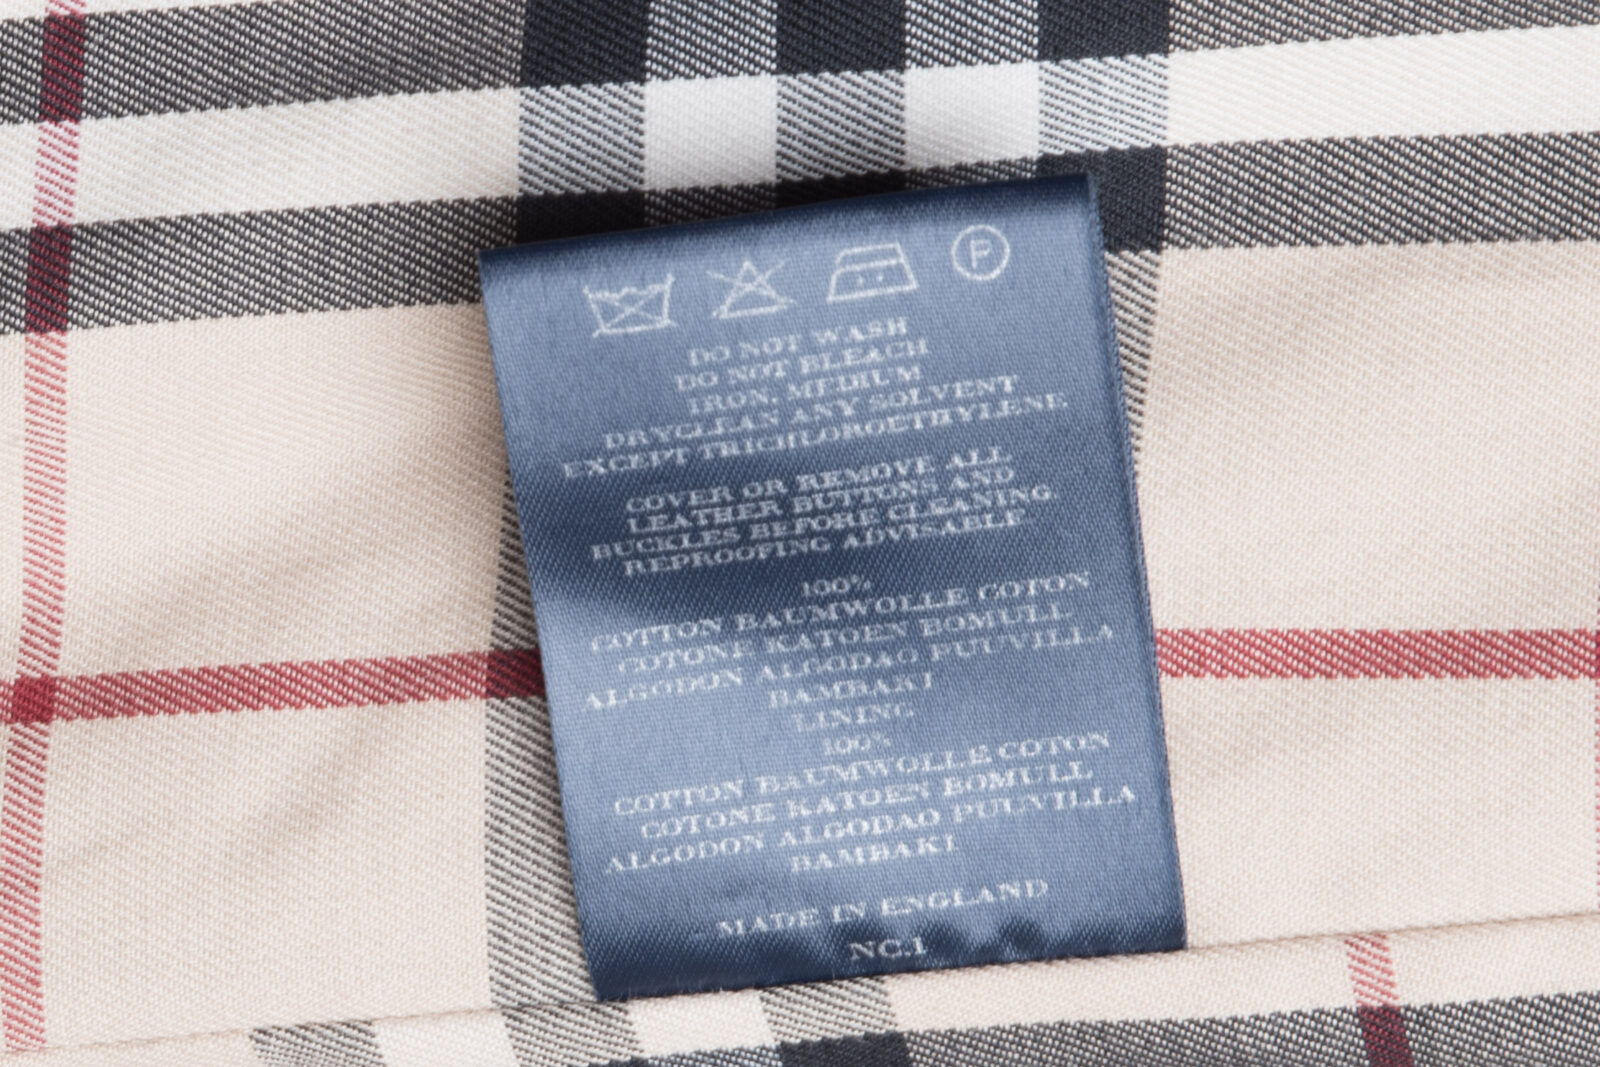 P
DO NOT WASH
DO NOT BLEACH
IRON, MEDIUM
DRYCLEAN ANY SOLVENT
EXCEPT TRICHLOROETHYLENE
COVER OR REMOVE ALL
LEATHER BUTTONS AND
BUCKLES BEFORE CLEANING.
REPROOFING ADVISABLE
100%
COTTON BAUMWOLLE COTON
COTONE KATOEN BOMULL
ALGODON ALGODAO PUUVILLA
BAMBAKI
LINING
100%
COTTON BAUMWOLLE COTON
COTONE KATOEN BOMULL
ALGODON ALGODAO PUUVILLA
BAMBAKI
MADE IN ENGLAND
NC.1